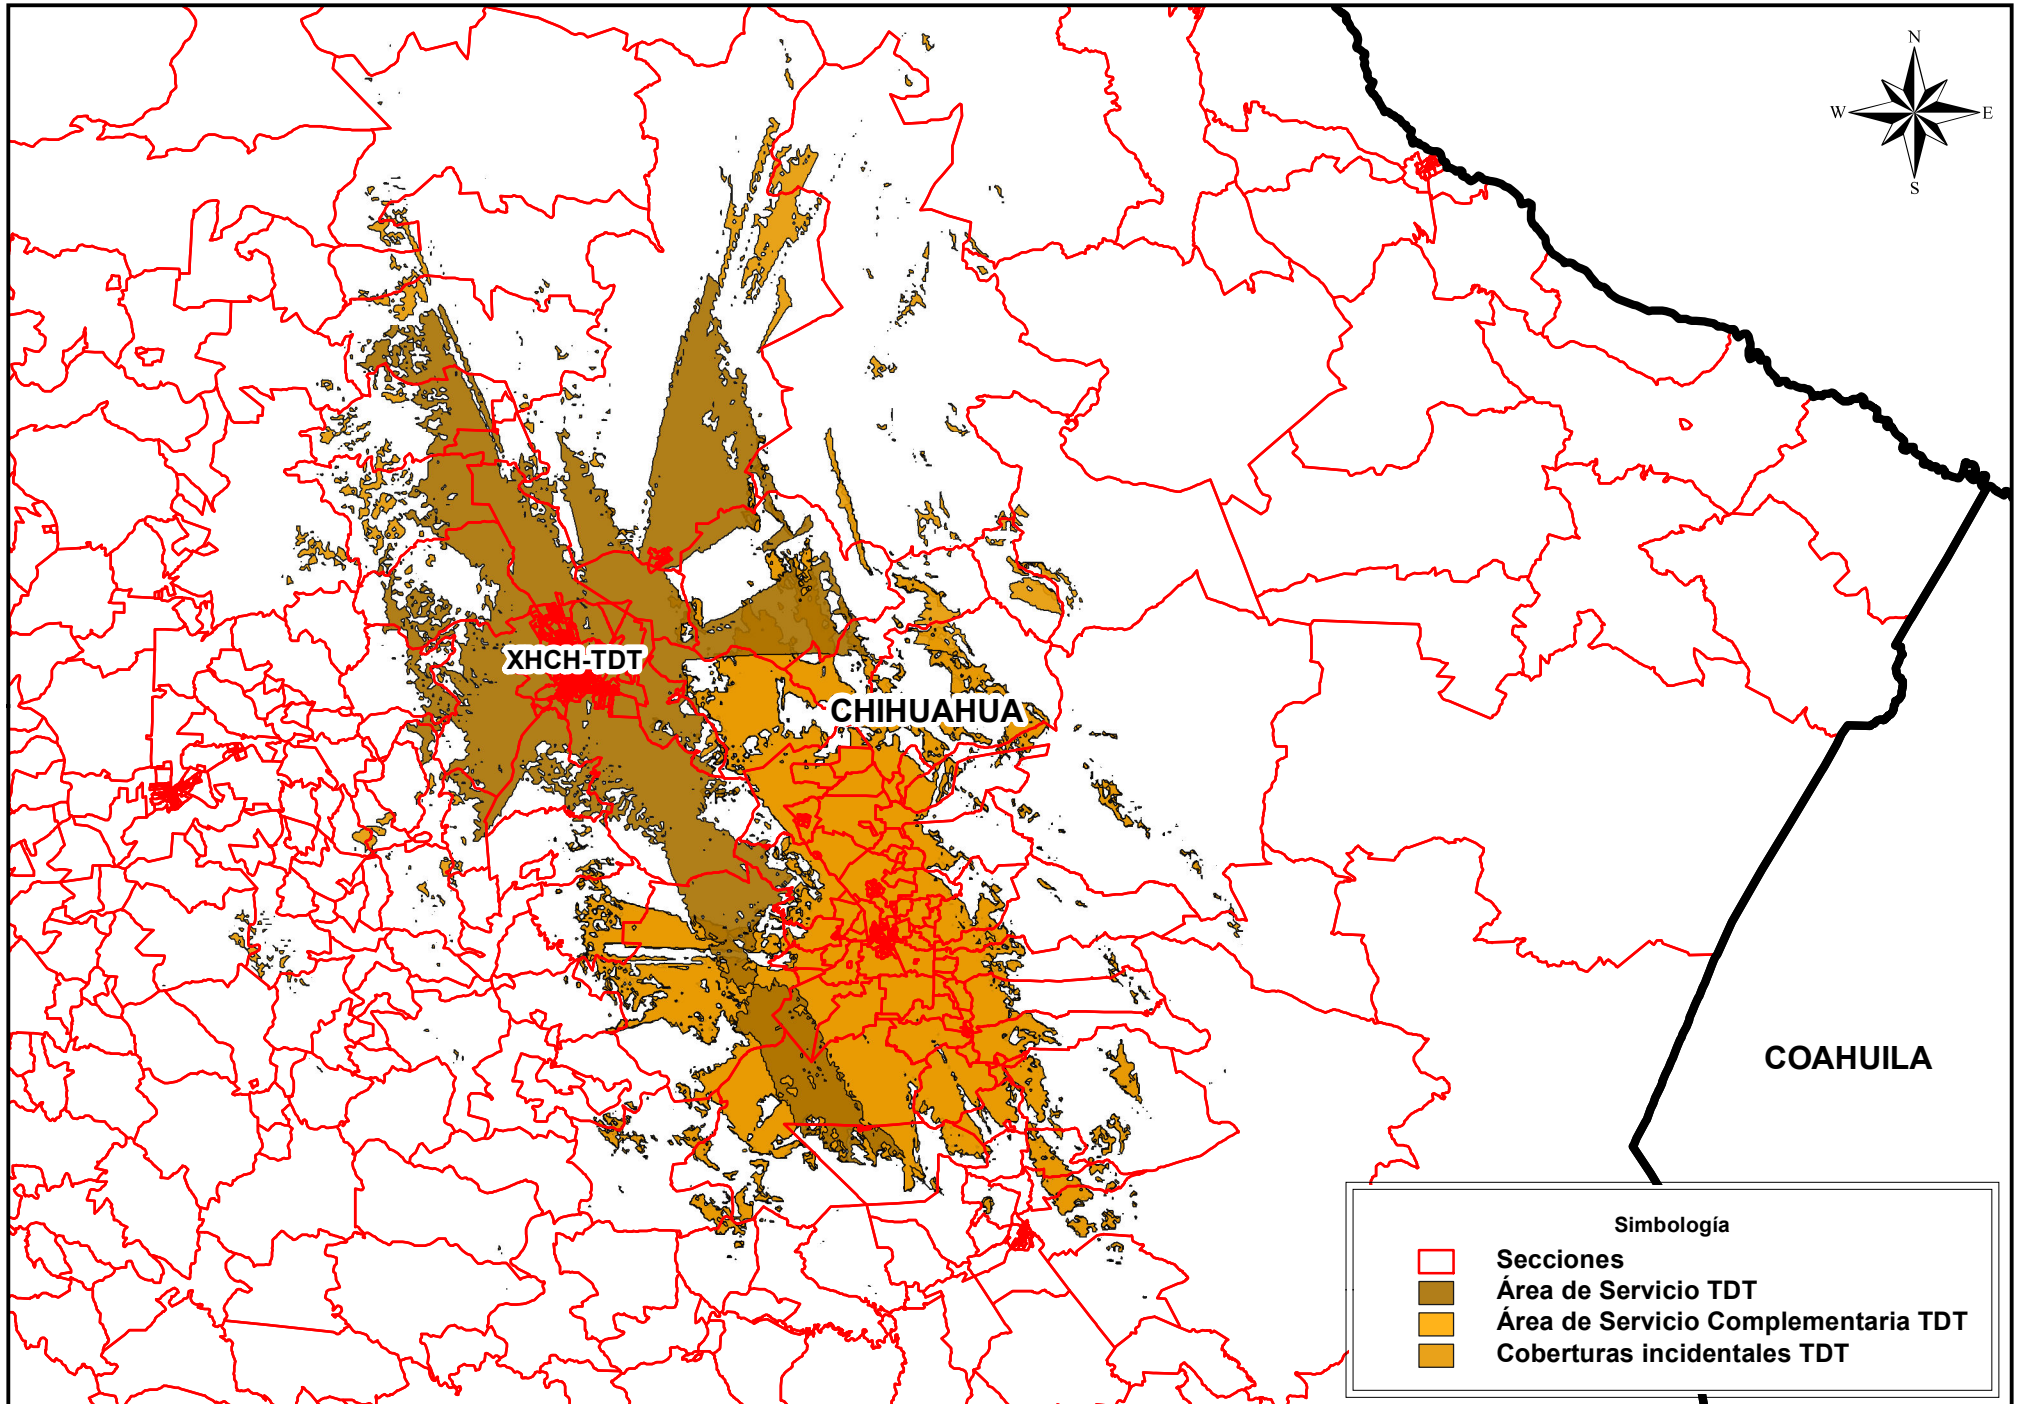 N
W
E
S
XHCH-TDT
CHIHUAHUA
COAHUILA
Simbología
Secciones
Área de Servicio TDT
Área de Servicio Complementaria TDT
Coberturas incidentales TDT